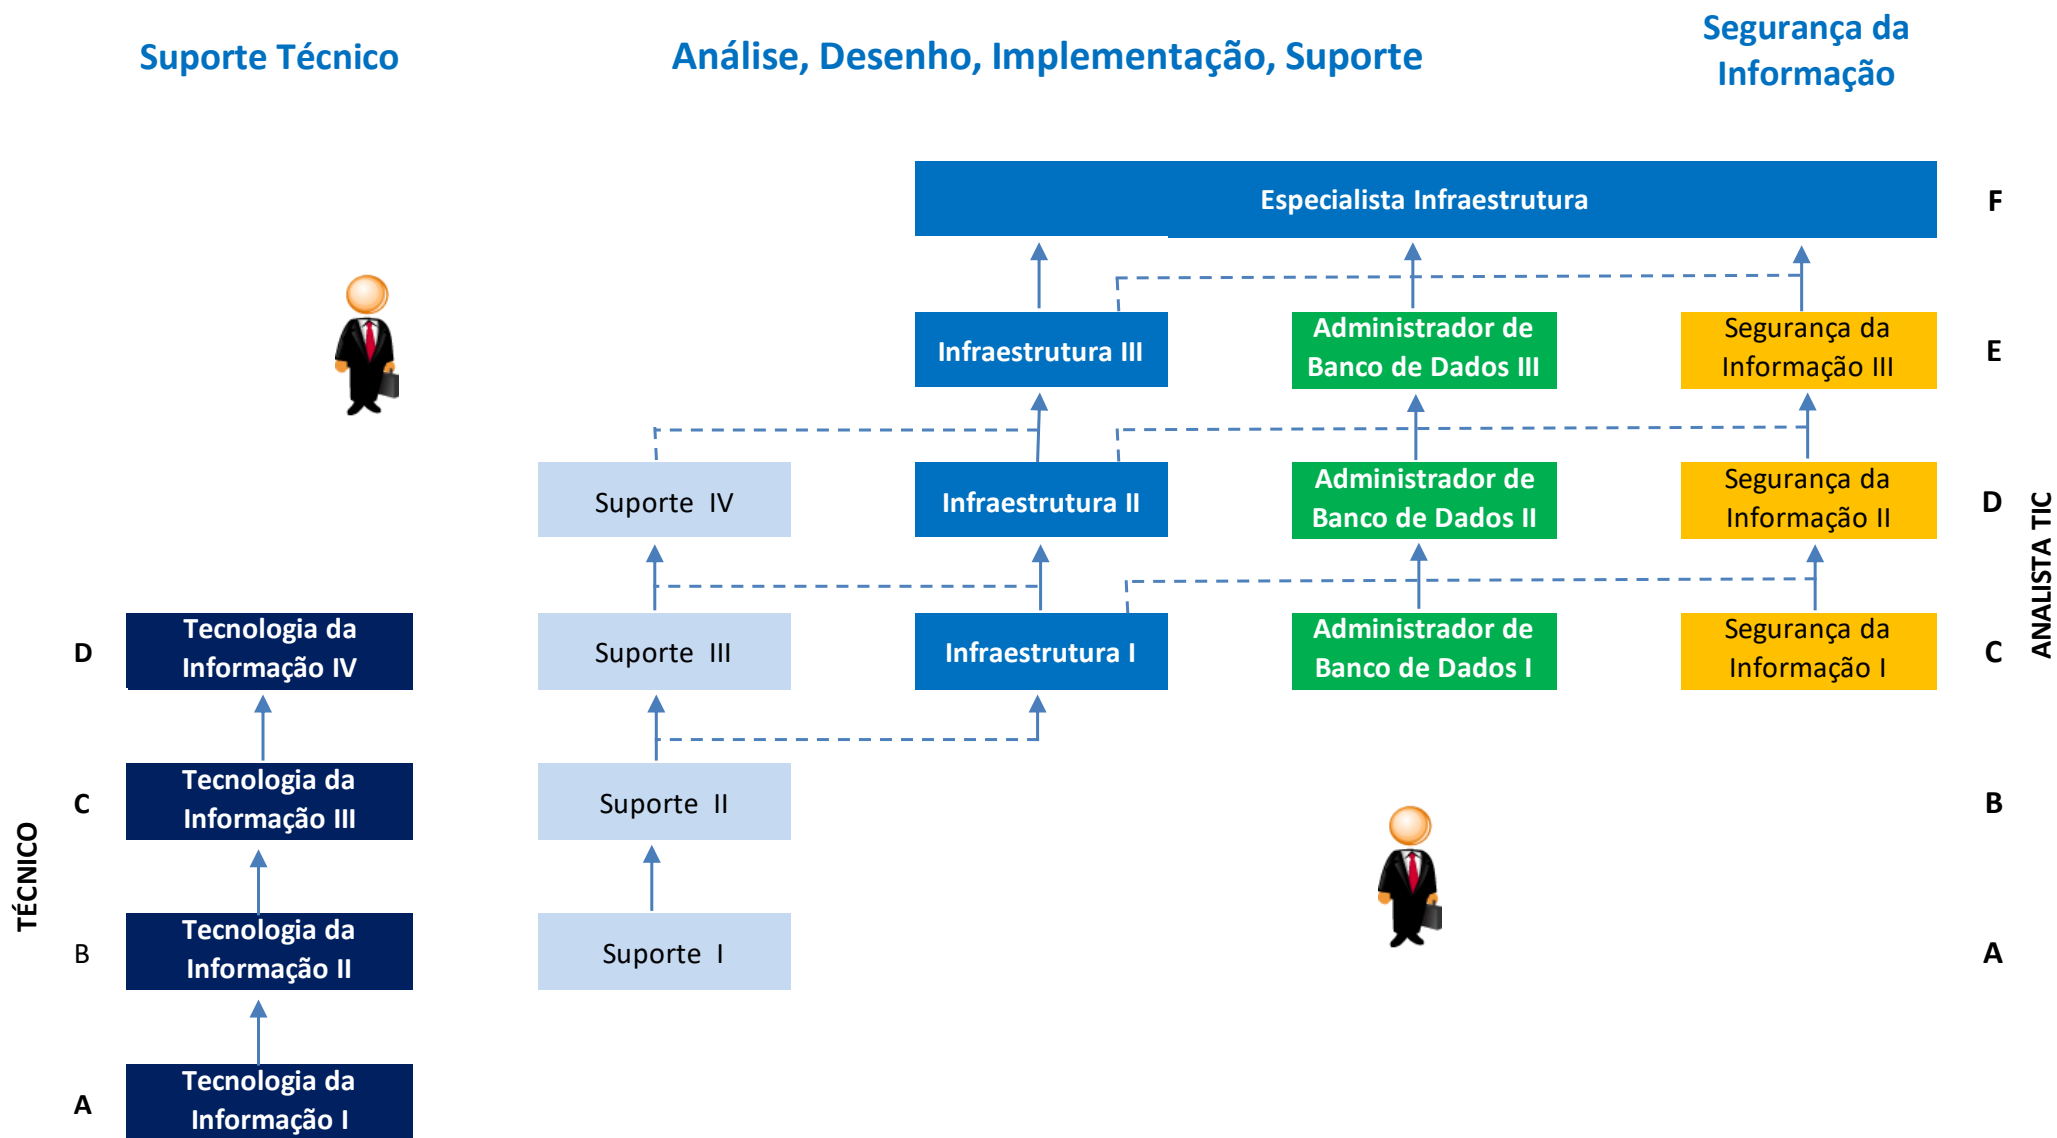 Suporte Técnico
Análise, Desenho, Implementação, Suporte
Segurança da
Informação
Especialista Infraestrutura
F
Infraestrutura III
Administrador de
Banco de Dados III
Segurança da
Informação III
E
Suporte IV
Infraestrutura II
Administrador de
Banco de Dados II
Segurança da
Informação II
D
ANALISTA TIC
D
Tecnologia da
Informação IV
Suporte III
Infraestrutura I
Administrador de
Banco de Dados I
Segurança da
Informação I
C
C
Tecnologia da
Informação III
Suporte II
B
TÉCNICO
B
Tecnologia da
Informação II
Suporte I
A
A
Tecnologia da
Informação I